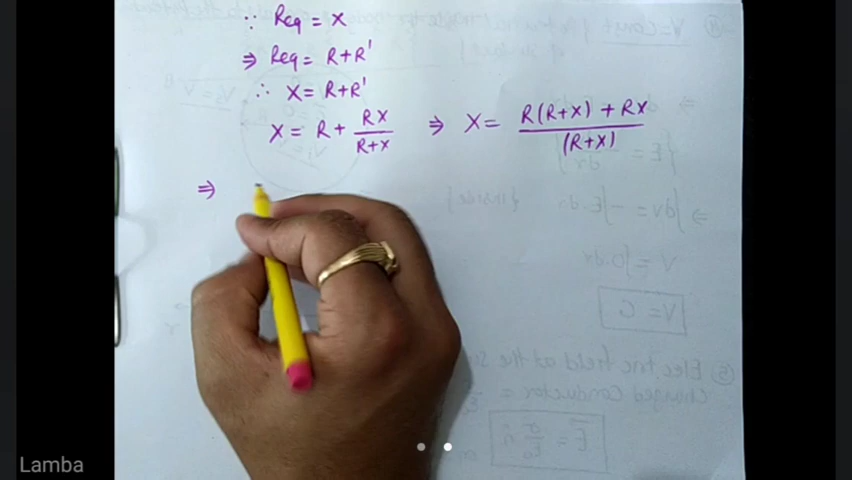 ∵ Req = X
⇒ Req = R+R'
∴ X = R+R'
X = R + RX/(R+X) ⇒ X = (R(R+X) + RX)/(R+X)
⇒
Lamba